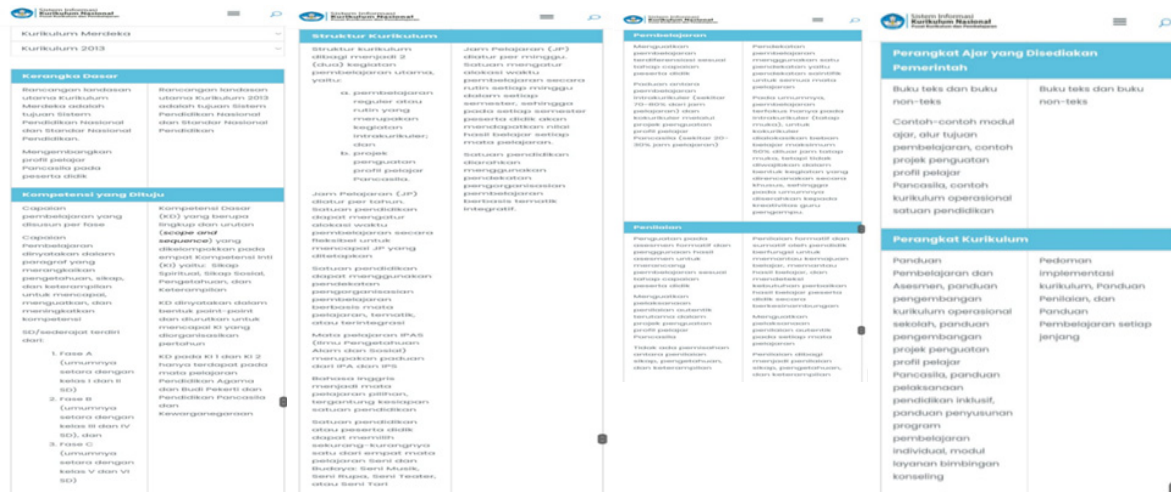 Sistem Informasi
Kurikulum Nasional
Pusat Kurikulum dan Pembelajaran
Kurikulum Merdeka
Kurikulum 2013
Kerangka Dasar
Rancangan landasan
utama Kurikulum
Merdeka adalah
tujuan Sistem
Pendidikan Nasional
dan Standar Nasional
Pendidikan.
Mengembangkan
profil pelajar
Pancasila pada
peserta didik
Rancangan landasan
utama Kurikulum 2013
adalah tujuan Sistem
Pendidikan Nasional
dan Standar Nasional
Pendidikan
Kompetensi yang Dituju
Capaian
pembelajaran yang
disusun per fase
Capaian
Pembelajaran
dinyatakan dalam
paragraf yang
merangkaikan
pengetahuan, sikap,
dan keterampilan
untuk mencapai,
menguatkan, dan
meningkatkan
kompetensi
SD/sederajat terdiri
dari:
1. Fase A
(umumnya
setara dengan
kelas I dan II
SD)
2. Fase B
(umumnya
setara dengan
kelas III dan IV
SD), dan
3. Fase C
(umumnya
setara dengan
kelas V dan VI
SD)
Kompetensi Dasar
(KD) yang berupa
lingkup dan urutan
(scope and
sequence) yang
dikelompokkan pada
empat Kompetensi Inti
(KI) yaitu: Sikap
Spiritual, Sikap Sosial,
Pengetahuan, dan
Keterampilan
KD dinyatakan dalam
bentuk point-point
dan diurutkan untuk
mencapai KI yang
diorganisasikan
pertahun
KD pada KI 1 dan KI 2
hanya terdapat pada
mata pelajaran
Pendidikan Agama
dan Budi Pekerti dan
Pendidikan Pancasila
dan
Kewarganegaraan
Sistem Informasi
Kurikulum Nasional
Pusat Kurikulum dan Pembelajaran
Struktur Kurikulum
Struktur kurikulum
dibagi menjadi 2
(dua) kegiatan
pembelajaran utama,
yaitu:
a. pembelajaran
reguler atau
rutin yang
merupakan
kegiatan
intrakurikuler;
dan
b. projek
penguatan
profil pelajar
Pancasila.
Jam Pelajaran (JP)
diatur per tahun.
Satuan pendidikan
dapat mengatur
alokasi waktu
pembelajaran secara
fleksibel untuk
mencapai JP yang
ditetapkan
Satuan pendidikan
dapat menggunakan
pendekatan
pengorganisasian
pembelajaran
berbasis mata
pelajaran, tematik,
atau terintegrasi
Mata pelajaran IPAS
(Ilmu Pengetahuan
Alam dan Sosial)
merupakan paduan
dari IPA dan IPS
Bahasa Inggris
menjadi mata
pelajaran pilihan,
tergantung kesiapan
satuan pendidikan
Satuan pendidikan
atau peserta didik
dapat memilih
sekurang-kurangnya
satu dari empat mata
pelajaran Seni dan
Budaya: Seni Musik,
Seni Rupa, Seni Teater,
atau Seni Tari
Jam Pelajaran (JP)
diatur per minggu.
Satuan mengatur
alokasi waktu
pembelajaran secara
rutin setiap minggu
dalam setiap
semester, sehingga
pada setiap semester
peserta didik akan
mendapatkan nilai
hasil belajar setiap
mata pelajaran.
Satuan pendidikan
diarahkan
menggunakan
pendekatan
pengorganisasian
pembelajaran
berbasis tematik
integratif.
Sistem Informasi
Kurikulum Nasional
Pusat Kurikulum dan Pembelajaran
Pembelajaran
Menguatkan
pembelajaran
terdiferensiasi sesuai
tahap capaian
peserta didik
Paduan antara
pembelajaran
intrakurikuler (sekitar
70-80% dari jam
pelajaran) dan
kokurikuler melalui
projek penguatan
profil pelajar
Pancasila (sekitar 20-
30% jam pelajaran)
Pendekatan
pembelajaran
menggunakan satu
pendekatan yaitu
pendekatan saintifik
untuk semua mata
pelajaran
Pada umumnya,
pembelajaran
terfokus hanya pada
intrakurikuler (tatap
muka), untuk
kokurikuler
dialokasikan beban
belajar maksimum
50% diluar jam tatap
muka, tetapi tidak
diwajibkan dalam
bentuk kegiatan yang
direncanakan secara
khusus, sehingga
pada umumnya
diserahkan kepada
kreativitas guru
pengampu
Penilaian
Penguatan pada
asesmen formatif dan
penggunaan hasil
asesmen untuk
merancang
pembelajaran sesuai
tahap capaian
peserta didik
Menguatkan
pelaksanaan
penilaian autentik
terutama dalam
projek penguatan
profil pelajar
Pancasila
Tidak ada pemisahan
antara penilaian
sikap, pengetahuan,
dan keterampilan
Penilaian formatif dan
sumatif oleh pendidik
berfungsi untuk
memantau kemajuan
belajar, memantau
hasil belajar, dan
mendeteksi
kebutuhan perbaikan
hasil belajar peserta
didik secara
berkesinambungan
Menguatkan
pelaksanaan
penilaian autentik
pada setiap mata
pelajaran
Penilaian dibagi
menjadi penilaian
sikap, pengetahuan,
dan keterampilan
Sistem Informasi
Kurikulum Nasional
Pusat Kurikulum dan Pembelajaran
Perangkat Ajar yang Disediakan
Pemerintah
Buku teks dan buku
non-teks
Contoh-contoh modul
ajar, alur tujuan
pembelajaran, contoh
projek penguatan
profil pelajar
Pancasila, contoh
kurikulum operasional
satuan pendidikan
Buku teks dan buku
non-teks
Perangkat Kurikulum
Panduan
Pembelajaran dan
Asesmen, panduan
pengembangan
kurikulum operasional
sekolah, panduan
pengembangan
projek penguatan
profil pelajar
Pancasila, panduan
pelaksanaan
pendidikan inklusif,
panduan penyusunan
program
pembelajaran
individual, modul
layanan bimbingan
konseling
Pedoman
implementasi
kurikulum, Panduan
Penilaian, dan
Panduan
Pembelajaran setiap
jenjang